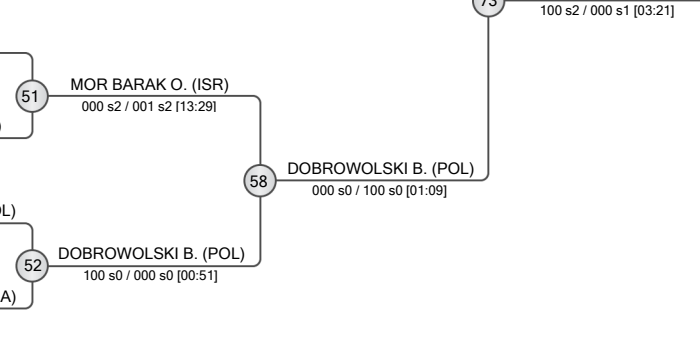 73
100 s2 / 000 s1 [03:21]
51
MOR BARAK O. (ISR)
000 s2 / 001 s2 [13:29]
)
58
DOBROWOLSKI B. (POL)
000 s0 / 100 s0 [01:09]
L)
52
DOBROWOLSKI B. (POL)
100 s0 / 000 s0 [00:51]
A)